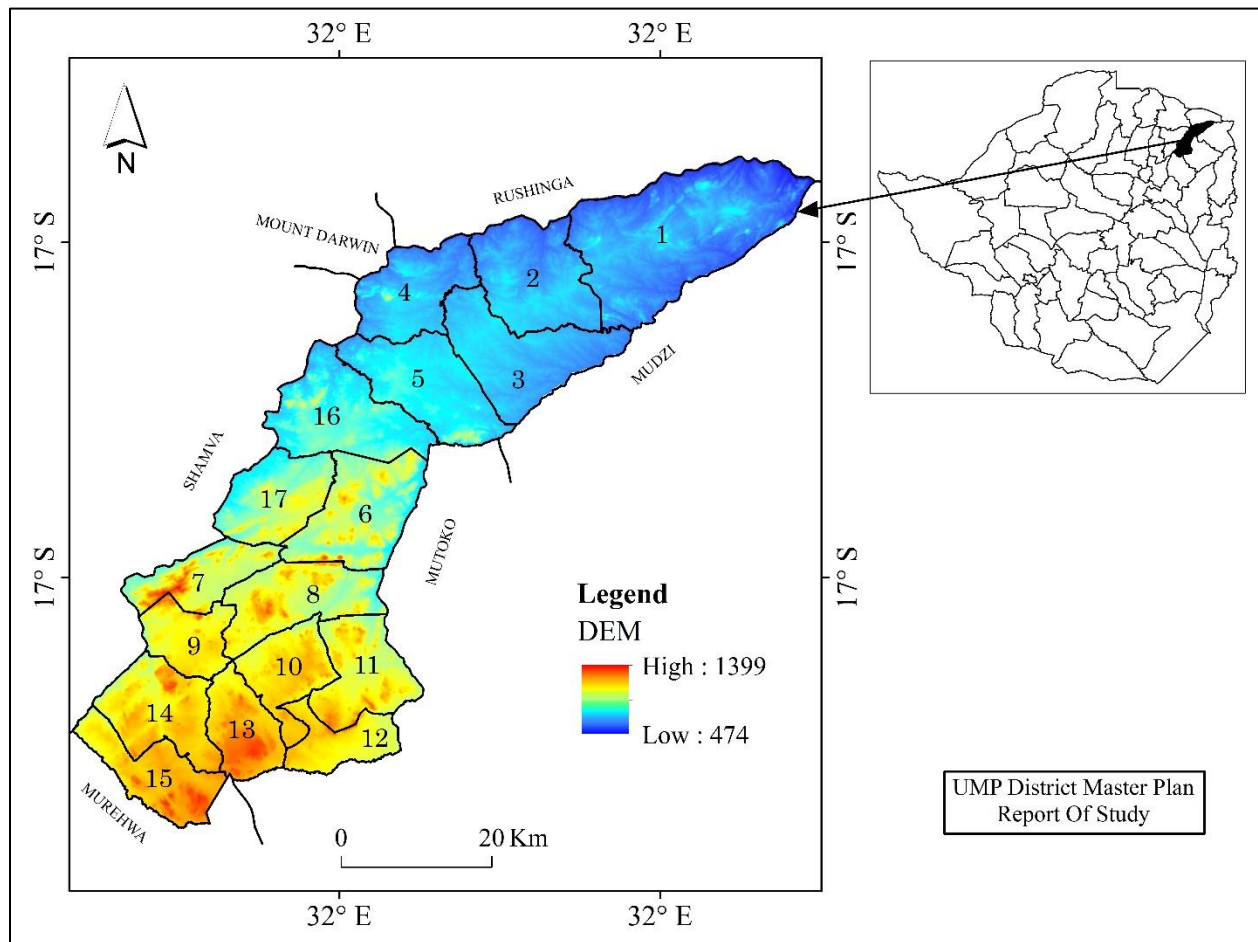 32° E
32° E
17° S
17° S
N
RUSHINGA
MOUNT DARWIN
1
2
4
MUDZI
3
5
16
SHAMVA
17
6
MUTOKO
7
8
9
10
11
14
13
12
15
MUREHWA
17° S
17° S
Legend
DEM
High : 1399
Low : 474
0 20 Km
UMP District Master Plan
Report Of Study
32° E
32° E